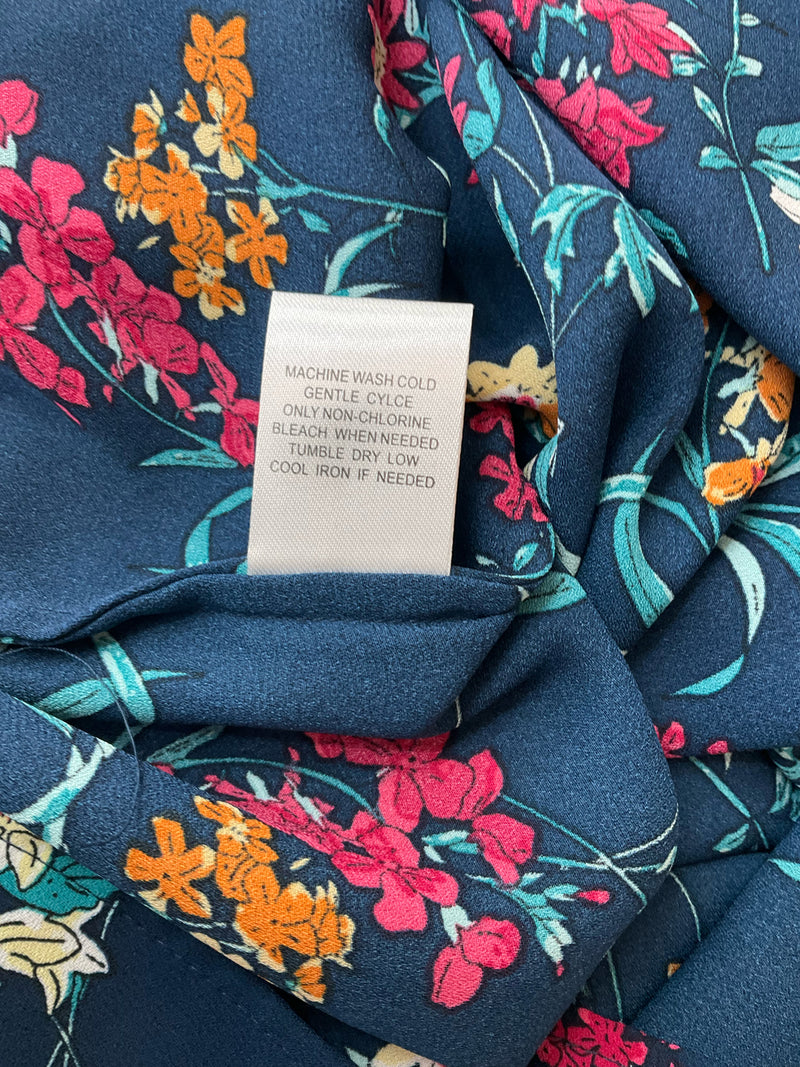 MACHINE WASH COLD
GENTLE CYLCE
ONLY NON-CHLORINE
BLEACH WHEN NEEDED
TUMBLE DRY LOW
COOL IRON IF NEEDED